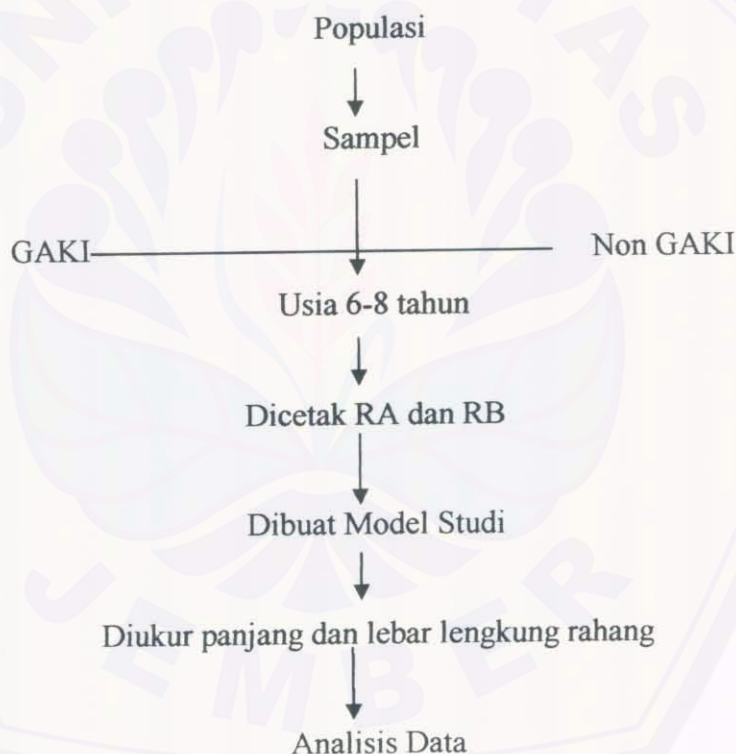 Populasi
Sampel
GAKI Non GAKI
Usia 6-8 tahun
Dicetak RA dan RB
Dibuat Model Studi
Diukur panjang dan lebar lengkung rahang
Analisis Data
JEMBER